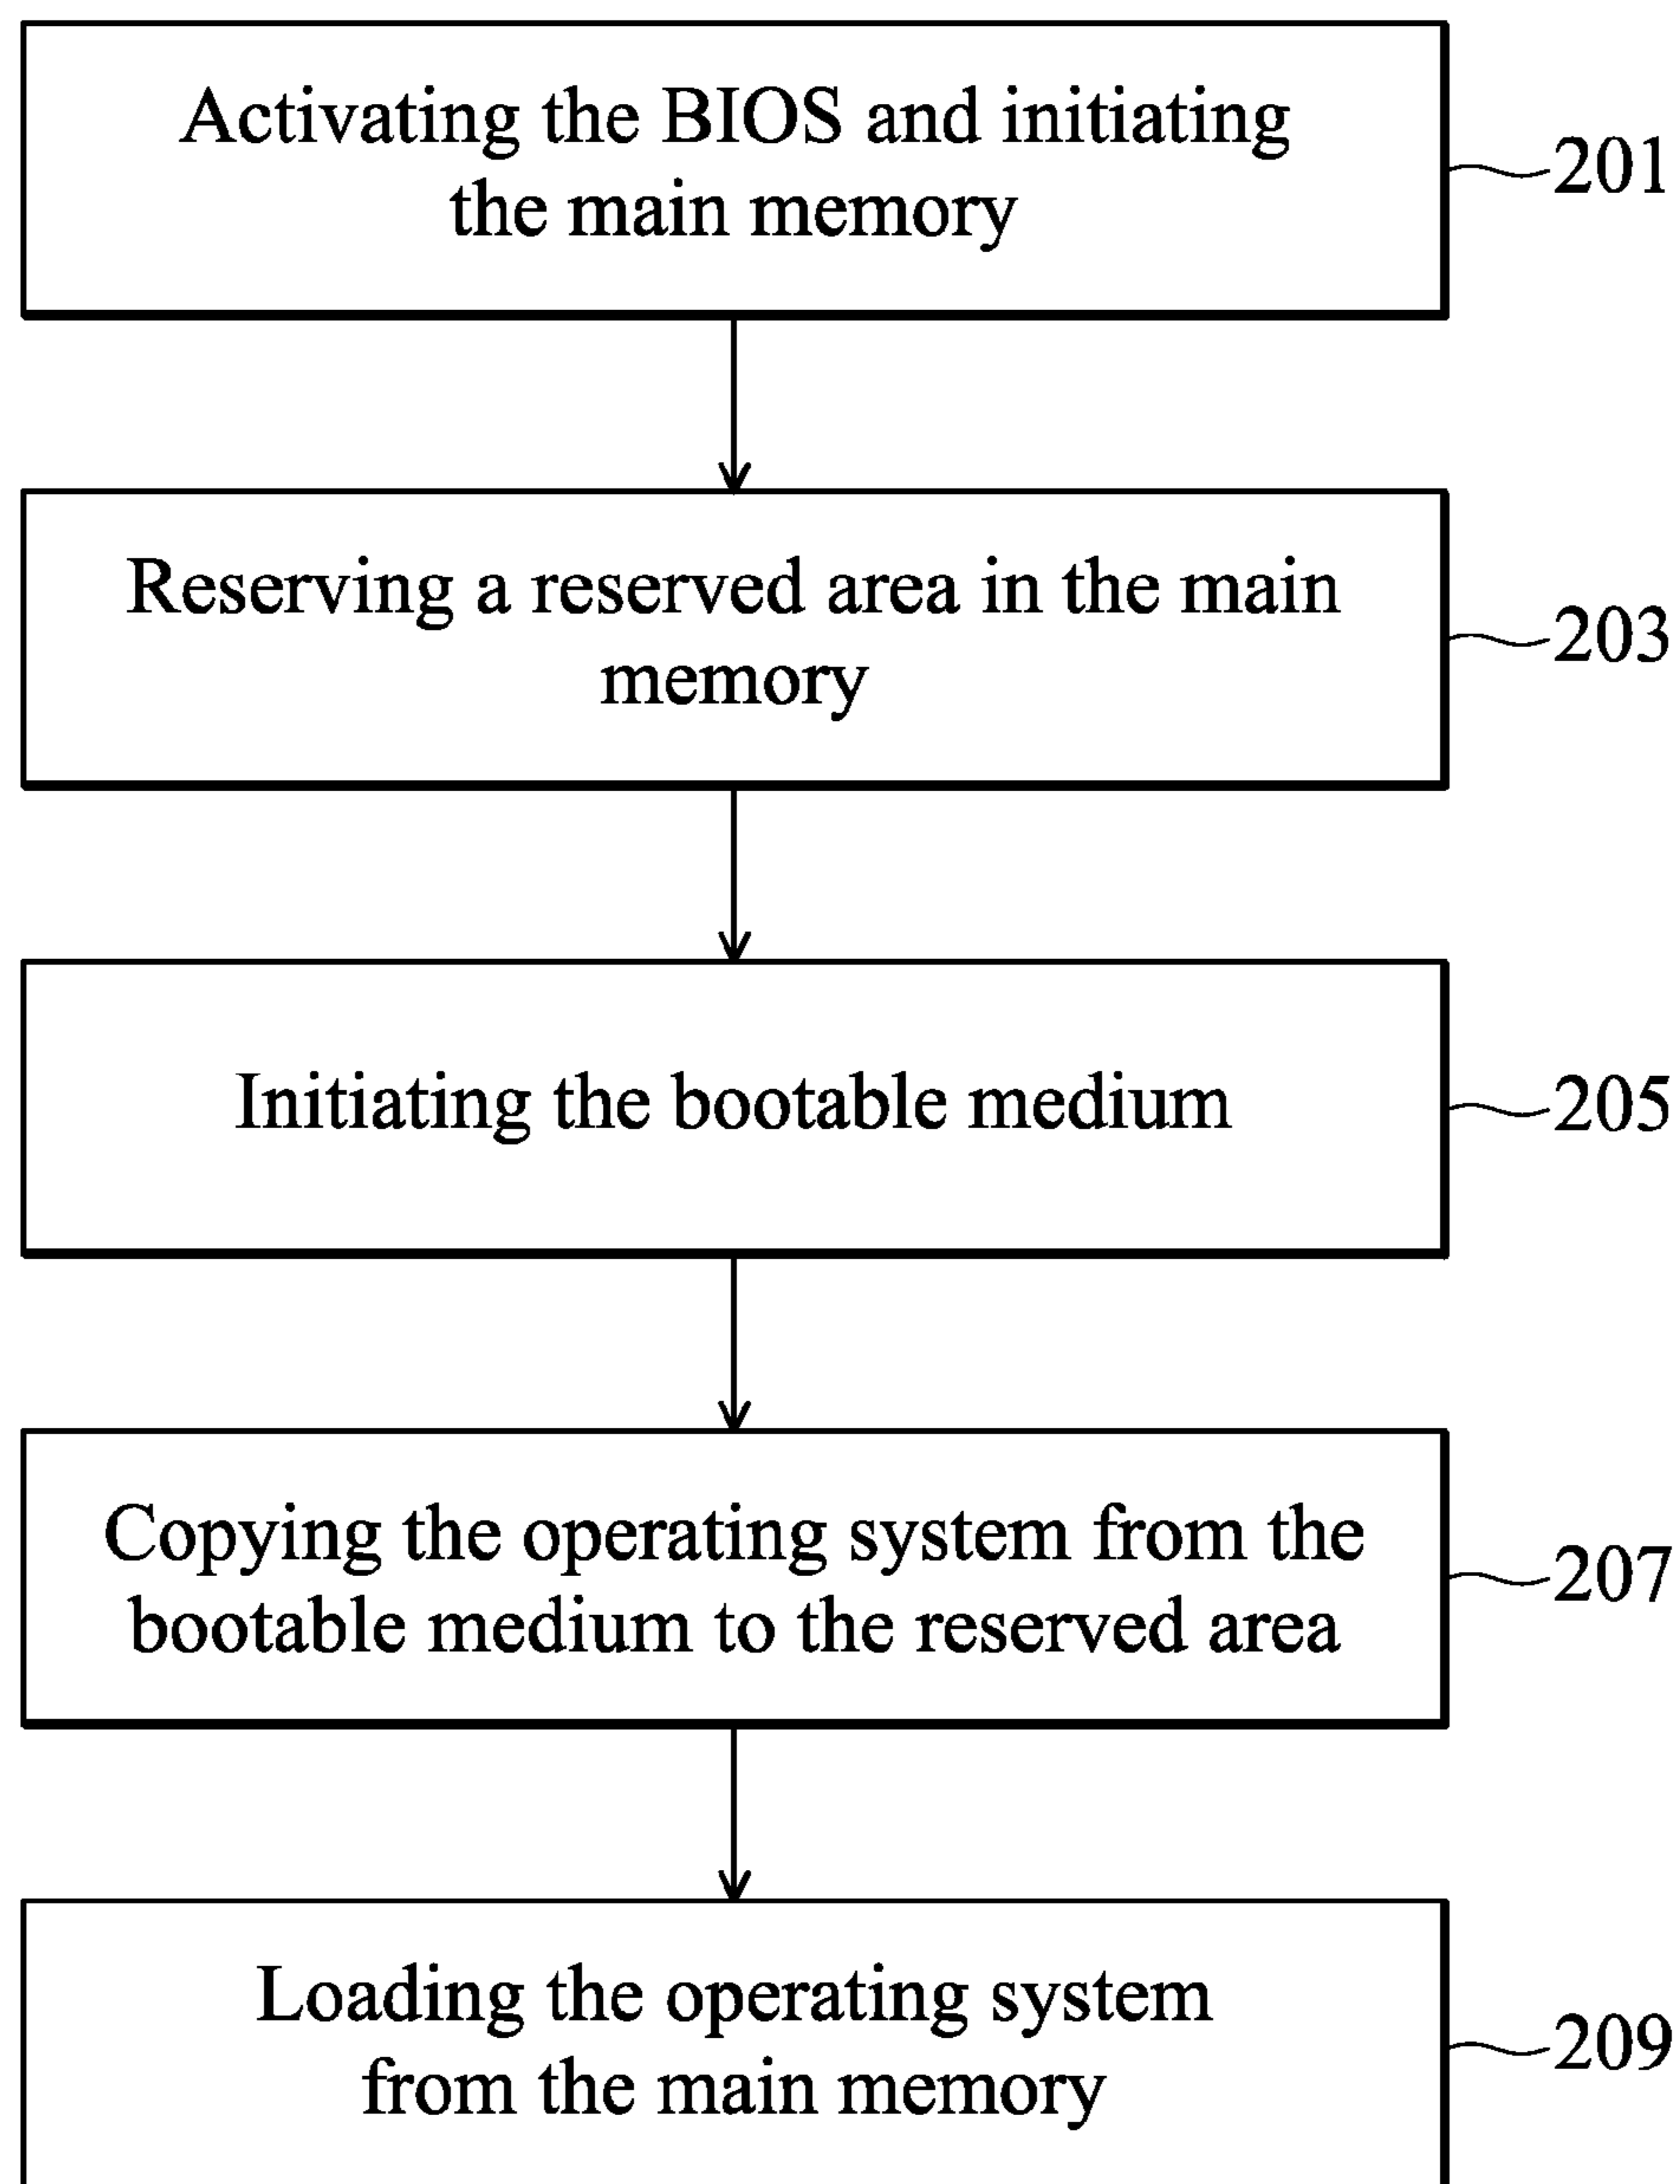 Activating the BIOS and initiating
the main memory
201
Reserving a reserved area in the main
memory
203
Initiating the bootable medium
205
Copying the operating system from the
bootable medium to the reserved area
207
Loading the operating system
from the main memory
209